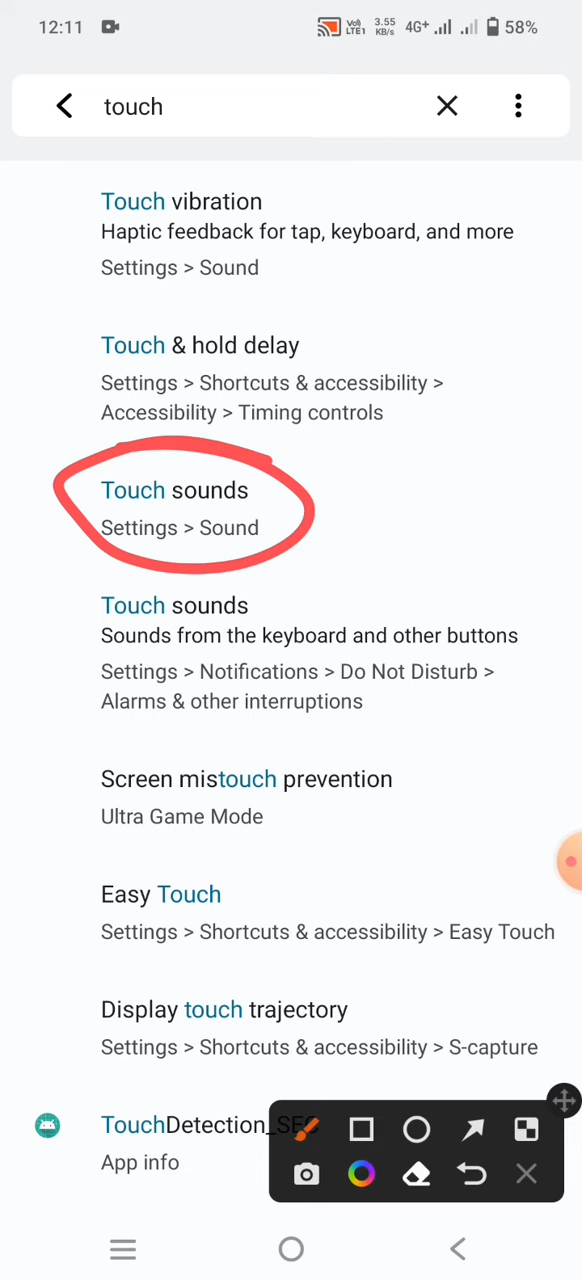 12:11 Vo) LTE1 3.55 KB/s 4G+ 58%
touch
Touch vibration
Haptic feedback for tap, keyboard, and more
Settings > Sound
Touch & hold delay
Settings > Shortcuts & accessibility >
Accessibility > Timing controls
Touch sounds
Settings > Sound
Touch sounds
Sounds from the keyboard and other buttons
Settings > Notifications > Do Not Disturb >
Alarms & other interruptions
Screen mistouch prevention
Ultra Game Mode
Easy Touch
Settings > Shortcuts & accessibility > Easy Touch
Display touch trajectory
Settings > Shortcuts & accessibility > S-capture
TouchDetection_SEC
App info